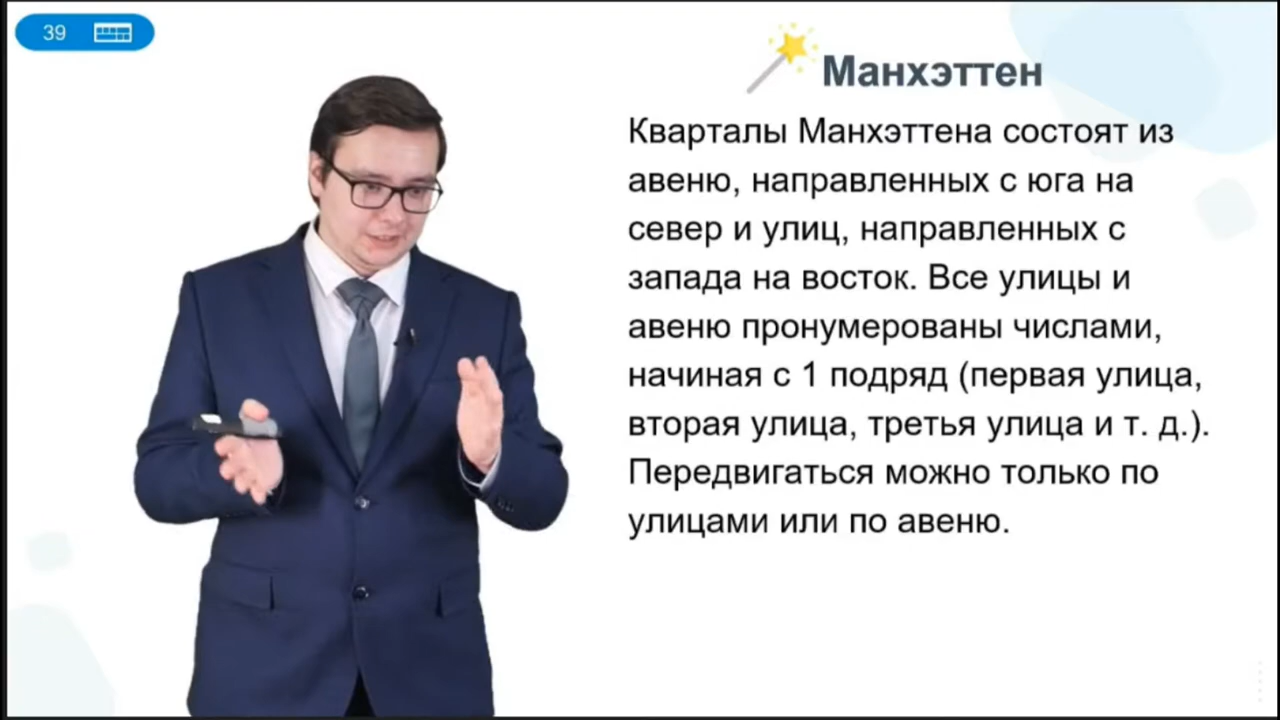 39
Манхэттен
Кварталы Манхэттена состоят из
авеню, направленных с юга на
север и улиц, направленных с
запада на восток. Все улицы и
авеню пронумерованы числами,
начиная с 1 подряд (первая улица,
вторая улица, третья улица и т. д.).
Передвигаться можно только по
улицами или по авеню.